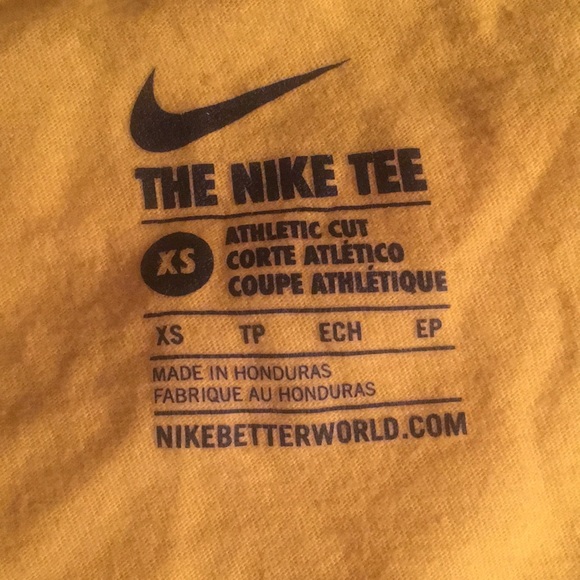 THE NIKE TEE
XS
ATHLETIC CUT
CORTE ATLÉTICO
COUPE ATHLÉTIQUE
XS TP ECH EP
MADE IN HONDURAS
FABRIQUE AU HONDURAS
NIKEBETTERWORLD.COM